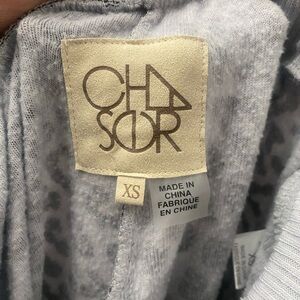 CHA
SER
XS
MADE IN
CHINA
FABRIQUE
EN CHINE